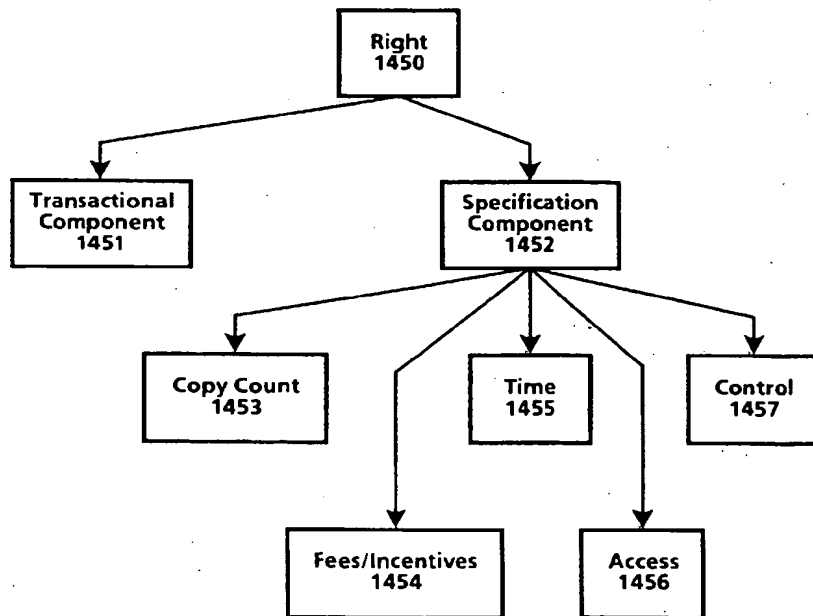 Right
1450
Transactional
Component
1451
Specification
Component
1452
Copy Count
1453
Time
1455
Control
1457
Fees/Incentives
1454
Access
1456